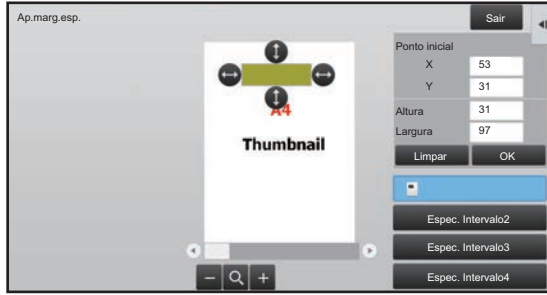 Ap.marg.esp.
Sair
Ponto inicial
X 53
Y 31
Altura 31
Largura 97
Limpar OK
A4
Thumbnail
Espec. Intervalo2
Espec. Intervalo3
Espec. Intervalo4